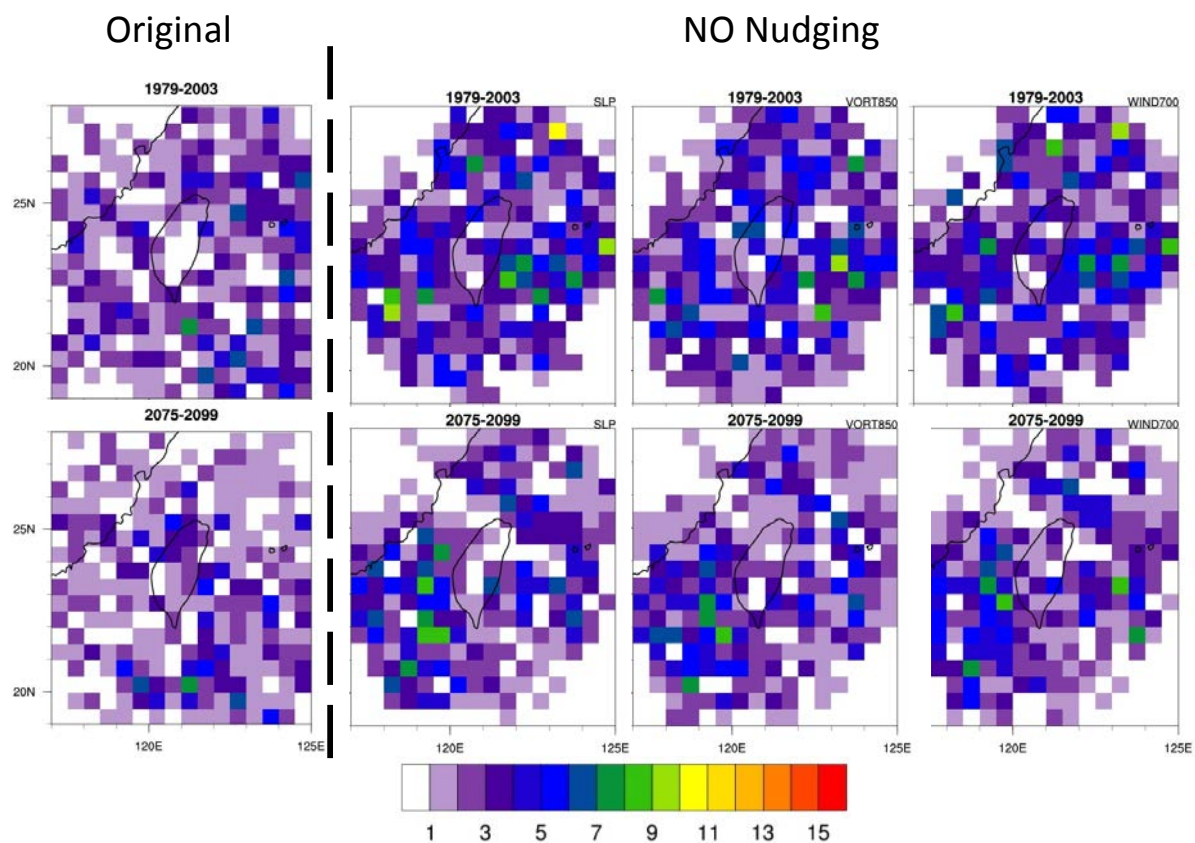 Original NO Nudging
1979-2003 1979-2003 SLP 1979-2003 VORT850 1979-2003 WIND700
25N
20N
2075-2099 2075-2099 SLP 2075-2099 VORT850 2075-2099 WIND700
25N
20N
120E 125E 120E 125E 120E 125E 120E 125E
1 3 5 7 9 11 13 15